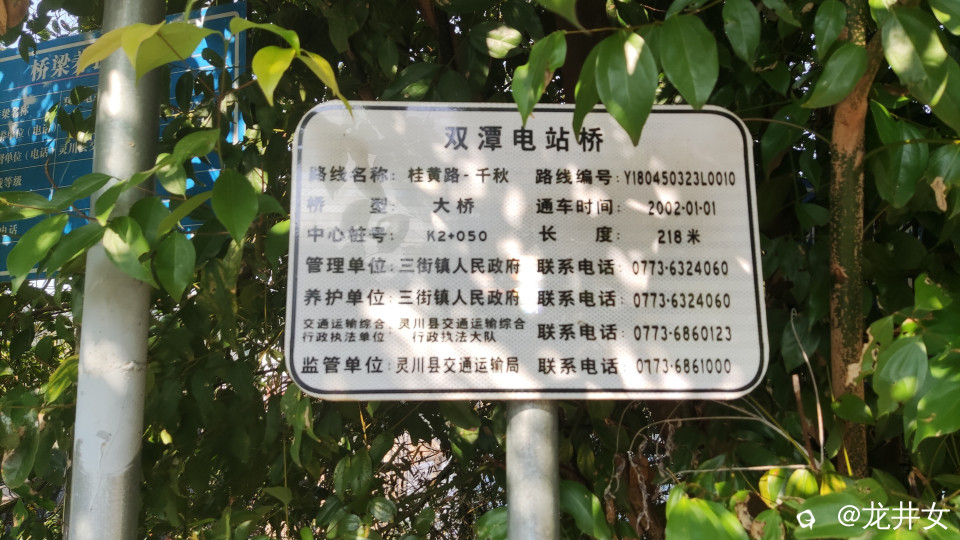 桥梁养
双潭电站桥
路线名称: 桂黄路-千秋 路线编号: Y180450323L0010
桥 型: 大桥 通车时间: 2002-01-01
中心桩号: K2+050 长 度: 218米
管理单位: 三街镇人民政府 联系电话: 0773-6324060
养护单位: 三街镇人民政府 联系电话: 0773-6324060
交通运输综合行政执法单位: 灵川县交通运输综合行政执法大队 联系电话: 0773-6860123
监管单位: 灵川县交通运输局 联系电话: 0773-6861000
@龙井女